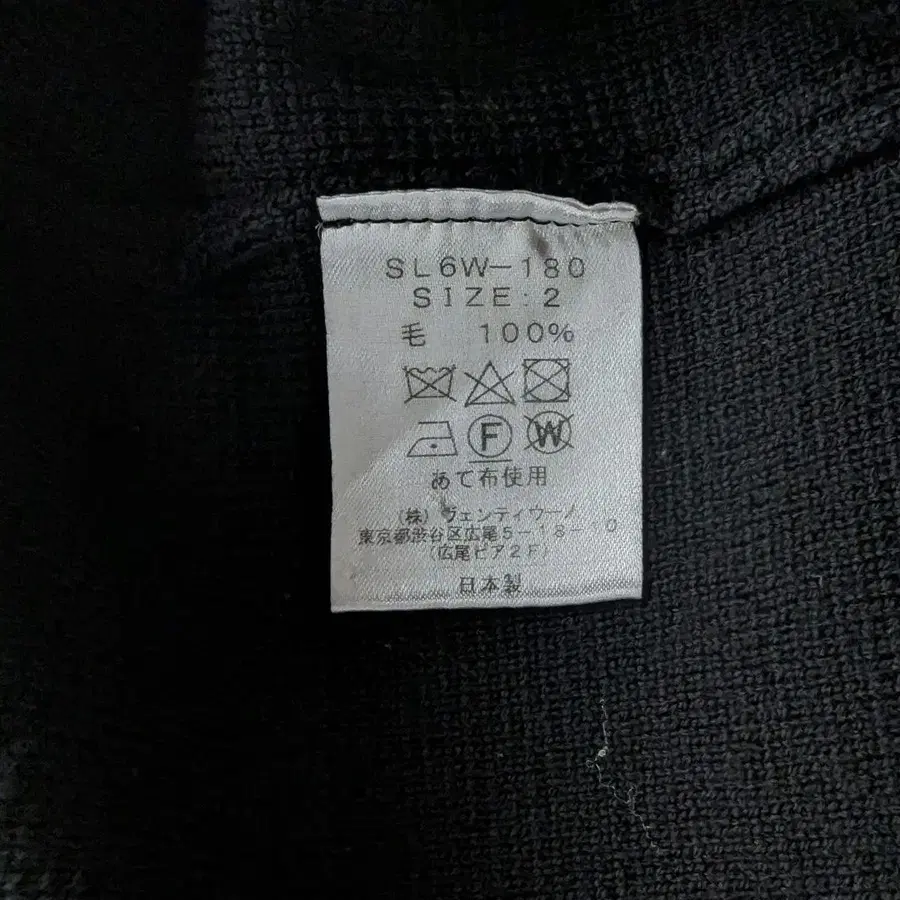 SL6W-180
SIZE:2
毛 100%
F W
あて布使用
(株)ヴェンティウーノ
東京都渋谷区広尾5-18-10
(広尾ピア2F)
日本製